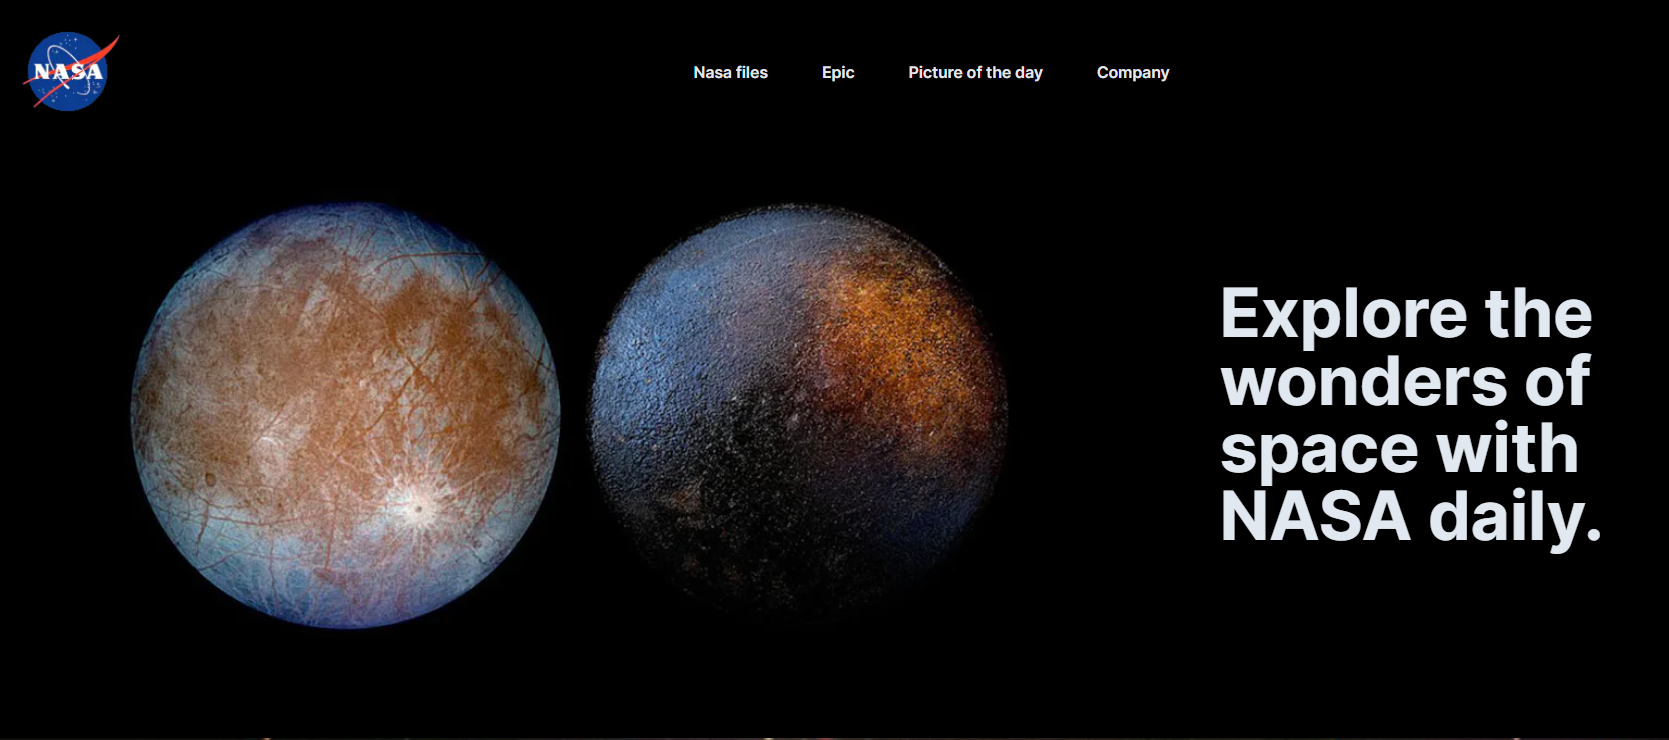 NASA
Nasa files
Epic
Picture of the day
Company
Explore the
wonders of
space with
NASA daily.